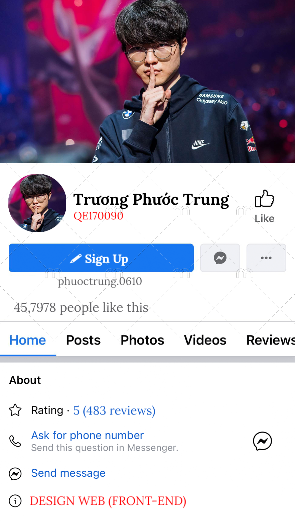 SAMSUNG
Odyssey OLED
Trương Phước Trung
QE170090
Like
Sign Up
phuoctrung.0610
45,7978 people like this
Home
Posts
Photos
Videos
Reviews
About
Rating · 5 (483 reviews)
Ask for phone number
Send this question in Messenger.
Send message
DESIGN WEB (FRONT-END)